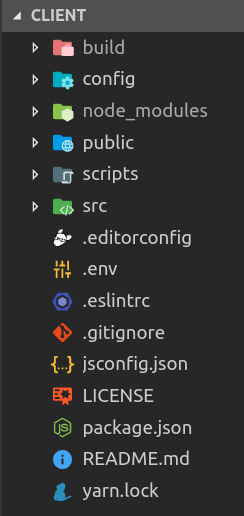 CLIENT
build
config
node_modules
public
scripts
src
.editorconfig
.env
.eslintrc
.gitignore
jsconfig.json
LICENSE
package.json
README.md
yarn.lock